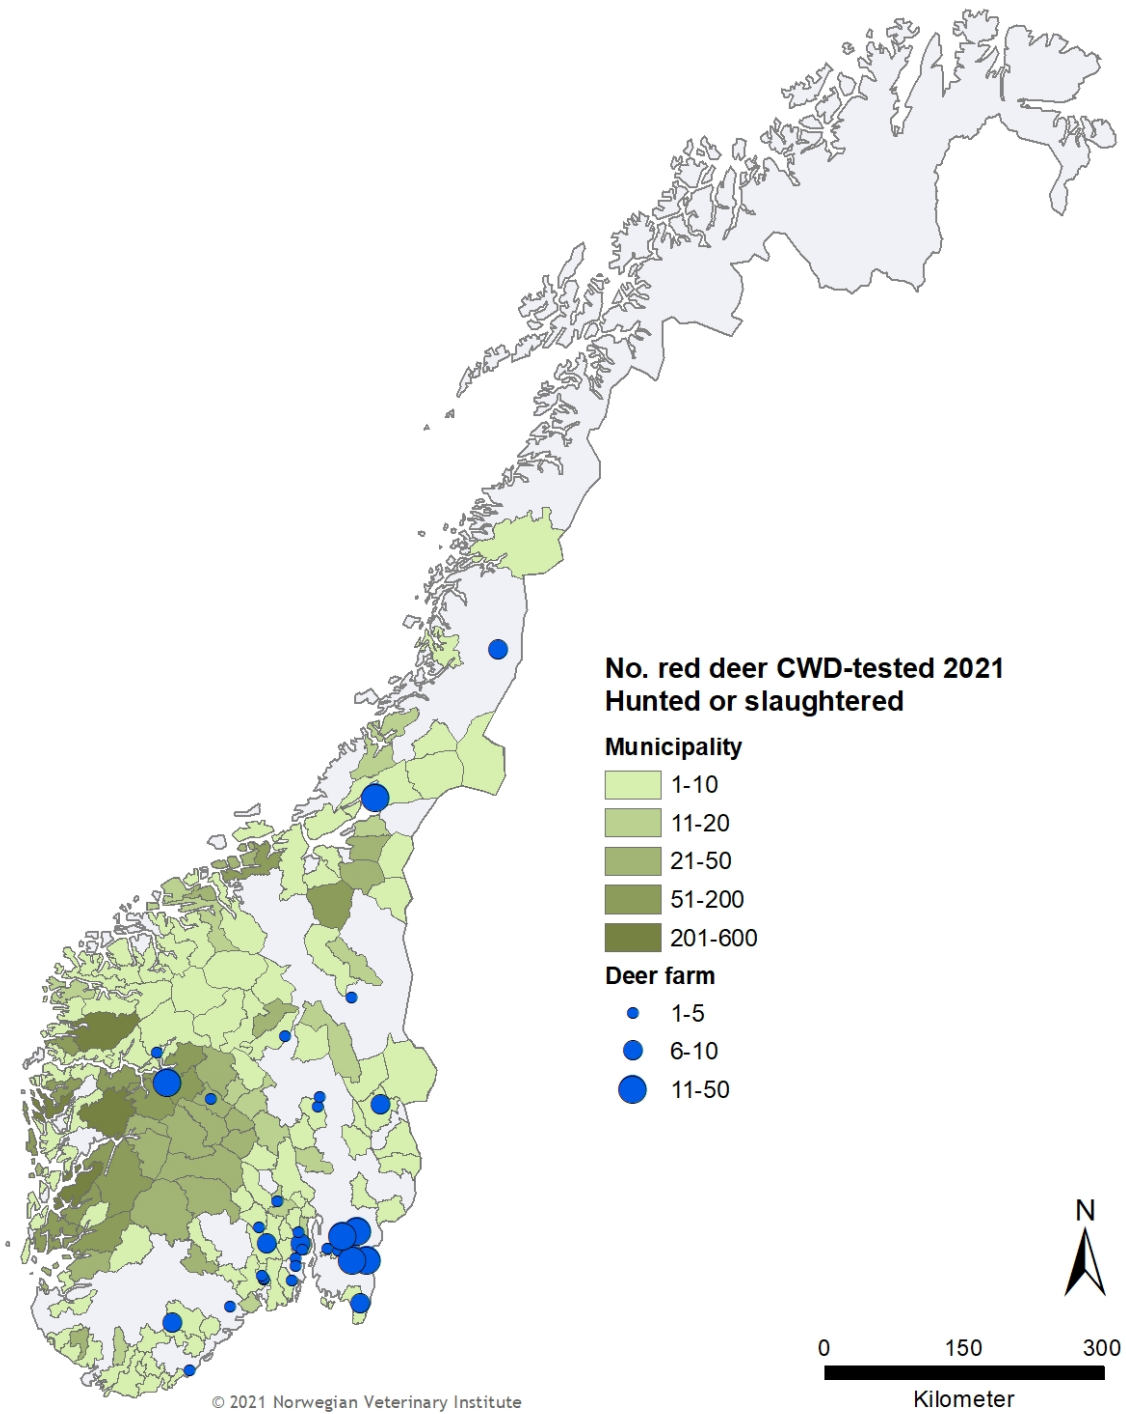 No. red deer CWD-tested 2021
Hunted or slaughtered
Municipality
1-10
11-20
21-50
51-200
201-600
Deer farm
1-5
6-10
11-50
N
0 150 300
Kilometer
© 2021 Norwegian Veterinary Institute